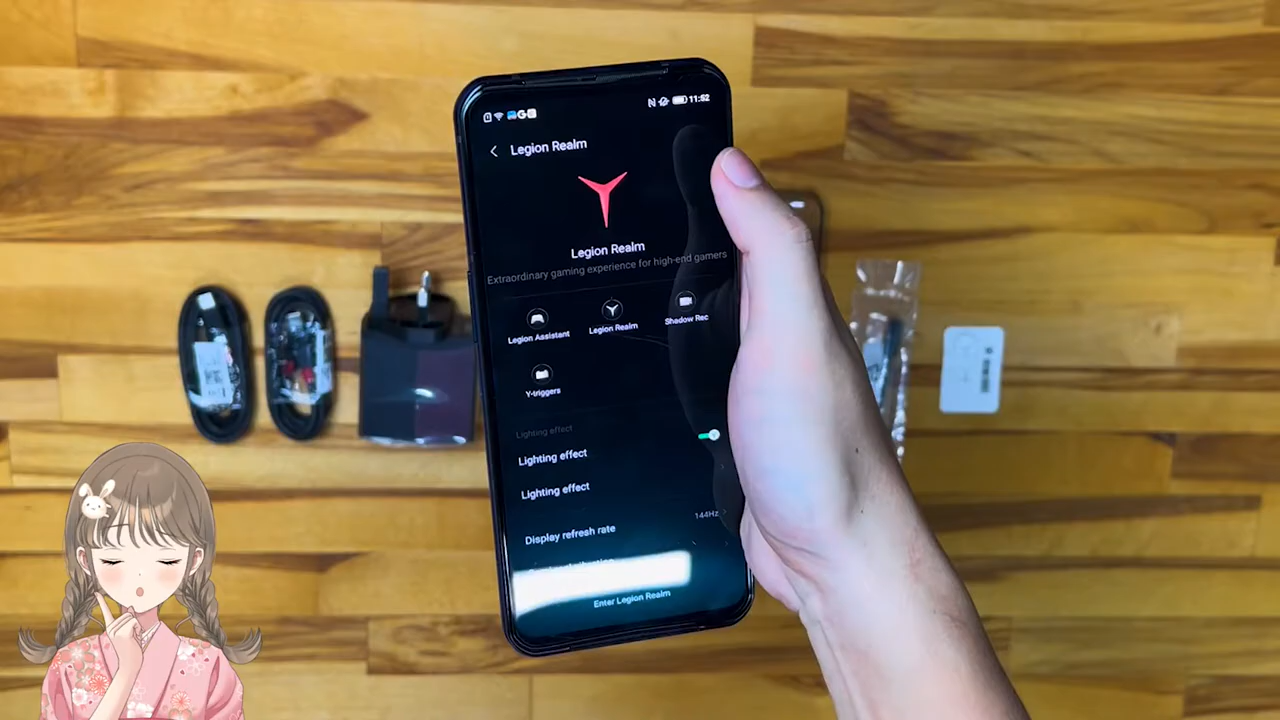 11:52
Legion Realm
Legion Realm
Extraordinary gaming experience for high-end gamers
Legion Assistant
Legion Realm
Shadow Rec
Y-triggers
Lighting effect
Lighting effect
Lighting effect
Display refresh rate
144Hz
Enter Legion Realm